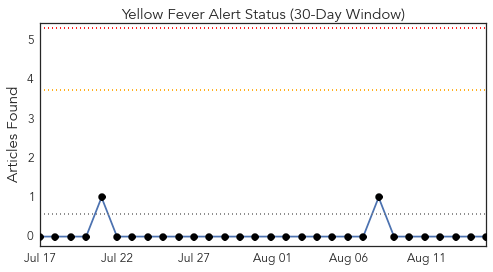 Yellow Fever Alert Status (30-Day Window)
Articles Found
5
4
3
2
1
0
Jul 17 Jul 22 Jul 27 Aug 01 Aug 06 Aug 11